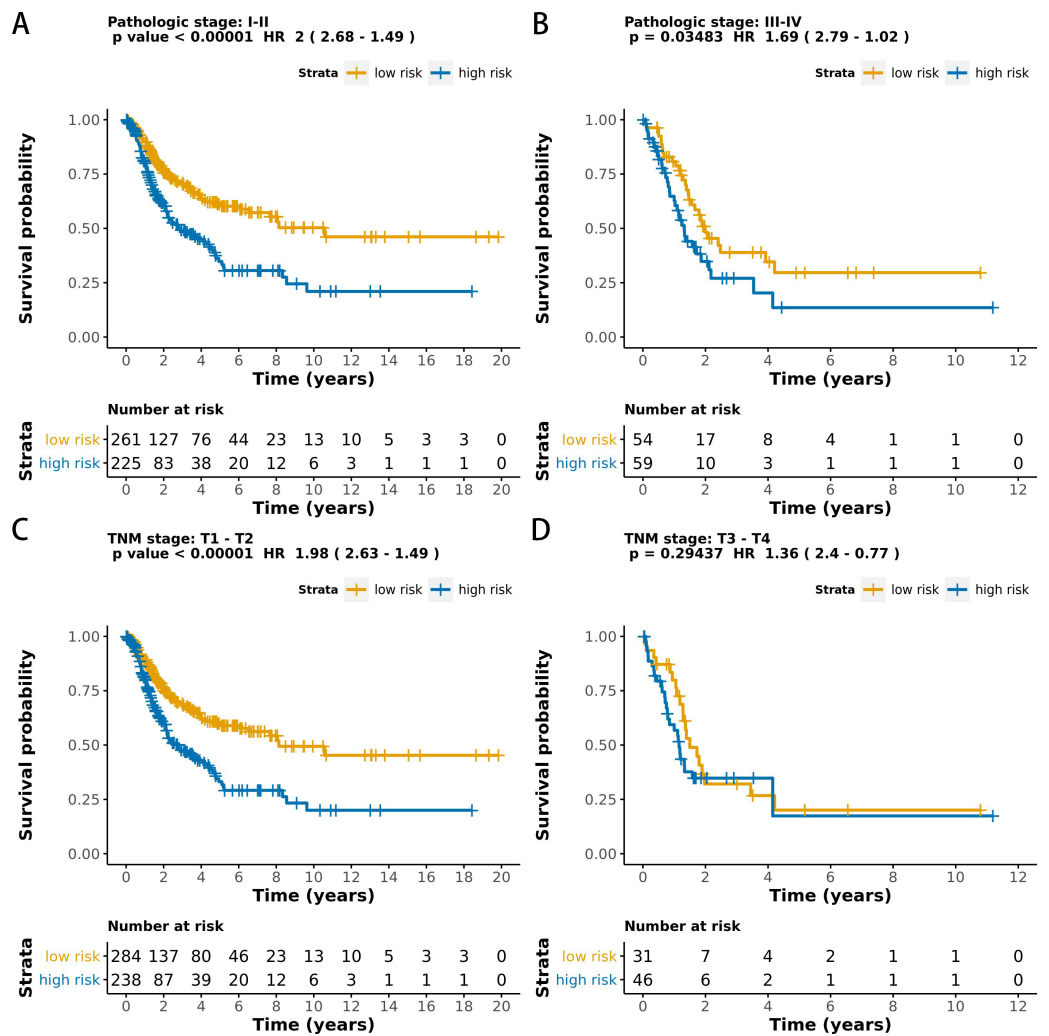 A
Pathologic stage: I-II
p value < 0.00001 HR 2 ( 2.68 - 1.49 )
Strata low risk high risk
Survival probability
1.00
0.75
0.50
0.25
0.00
0 2 4 6 8 10 12 14 16 18 20
Time (years)
Number at risk
Strata
low risk 261 127 76 44 23 13 10 5 3 3 0
high risk 225 83 38 20 12 6 3 1 1 1 0
0 2 4 6 8 10 12 14 16 18 20
Time (years)
B
Pathologic stage: III-IV
p = 0.03483 HR 1.69 ( 2.79 - 1.02 )
Strata low risk high risk
Survival probability
1.00
0.75
0.50
0.25
0.00
0 2 4 6 8 10 12
Time (years)
Number at risk
Strata
low risk 54 17 8 4 1 1 0
high risk 59 10 3 1 1 1 0
0 2 4 6 8 10 12
Time (years)
C
TNM stage: T1 - T2
p value < 0.00001 HR 1.98 ( 2.63 - 1.49 )
Strata low risk high risk
Survival probability
1.00
0.75
0.50
0.25
0.00
0 2 4 6 8 10 12 14 16 18 20
Time (years)
Number at risk
Strata
low risk 284 137 80 46 23 13 10 5 3 3 0
high risk 238 87 39 20 12 6 3 1 1 1 0
0 2 4 6 8 10 12 14 16 18 20
Time (years)
D
TNM stage: T3 - T4
p = 0.29437 HR 1.36 ( 2.4 - 0.77 )
Strata low risk high risk
Survival probability
1.00
0.75
0.50
0.25
0.00
0 2 4 6 8 10 12
Time (years)
Number at risk
Strata
low risk 31 7 4 2 1 1 0
high risk 46 6 2 1 1 1 0
0 2 4 6 8 10 12
Time (years)